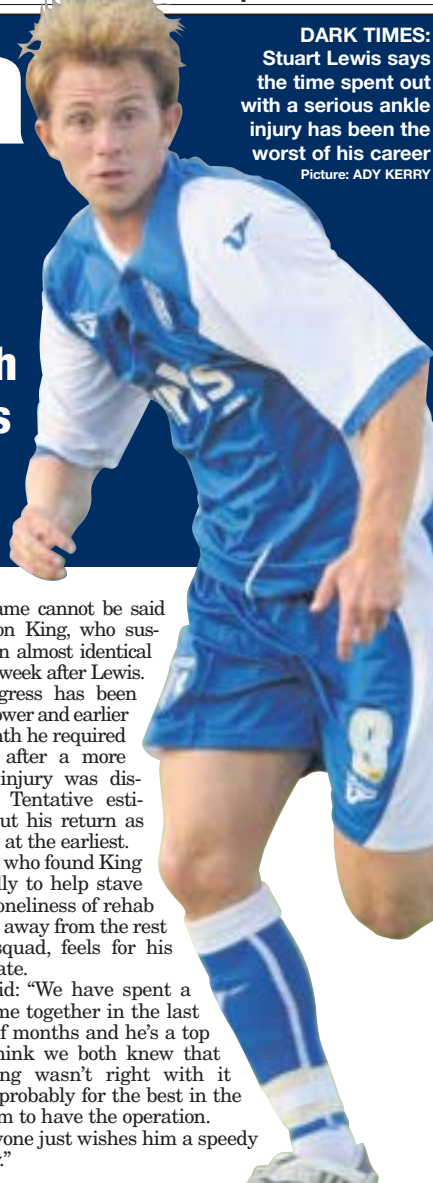 DARK TIMES:
Stuart Lewis says
the time spent out
with a serious ankle
injury has been the
worst of his career
Picture: ADY KERRY
h
s
ame cannot be said
on King, who sus-
n almost identical
week after Lewis.
gress has been
ower and earlier
nth he required
after a more
injury was dis-
Tentative esti-
ut his return as
at the earliest.
who found King
lly to help stave
oneliness of rehab
away from the rest
squad, feels for his
ate.
id: “We have spent a
me together in the last
f months and he’s a top
hink we both knew that
ng wasn’t right with it
probably for the best in the
m to have the operation.
yone just wishes him a speedy
.”
8